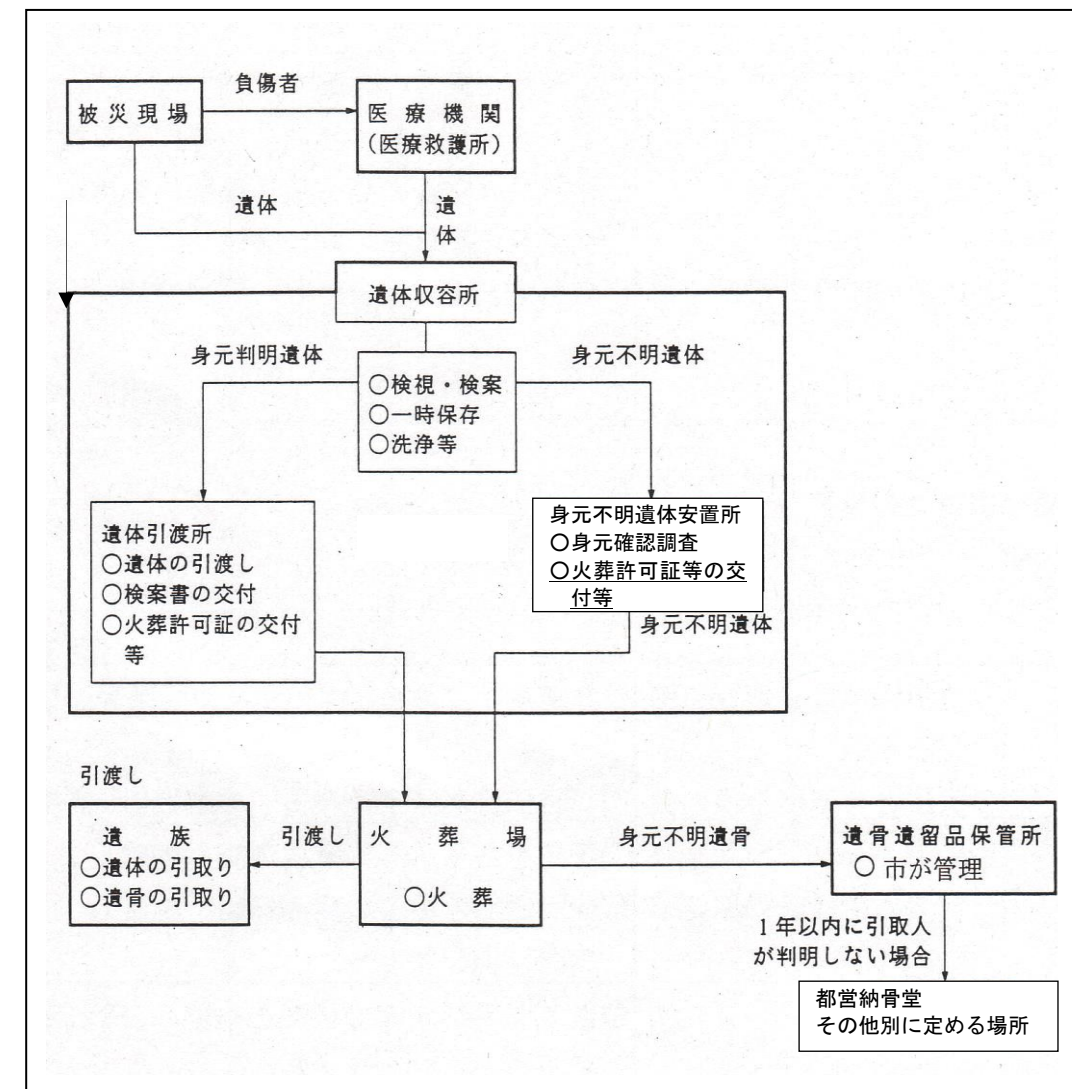 負傷者
被災現場
医療機関
（医療救護所）
遺体
遺
体
遺体収容所
身元判明遺体
身元不明遺体
○検視・検案
○一時保存
○洗浄等
遺体引渡所
○遺体の引渡し
○検案書の交付
○火葬許可証の交付
等
身元不明遺体安置所
○身元確認調査
○火葬許可証等の交
付等
身元不明遺体
引渡し
遺族
○遺体の引取り
○遺骨の引取り
引渡し
火葬場
○火葬
身元不明遺骨
遺骨遺留品保管所
○ 市が管理
1年以内に引取人
が判明しない場合
都営納骨堂
その他別に定める場所